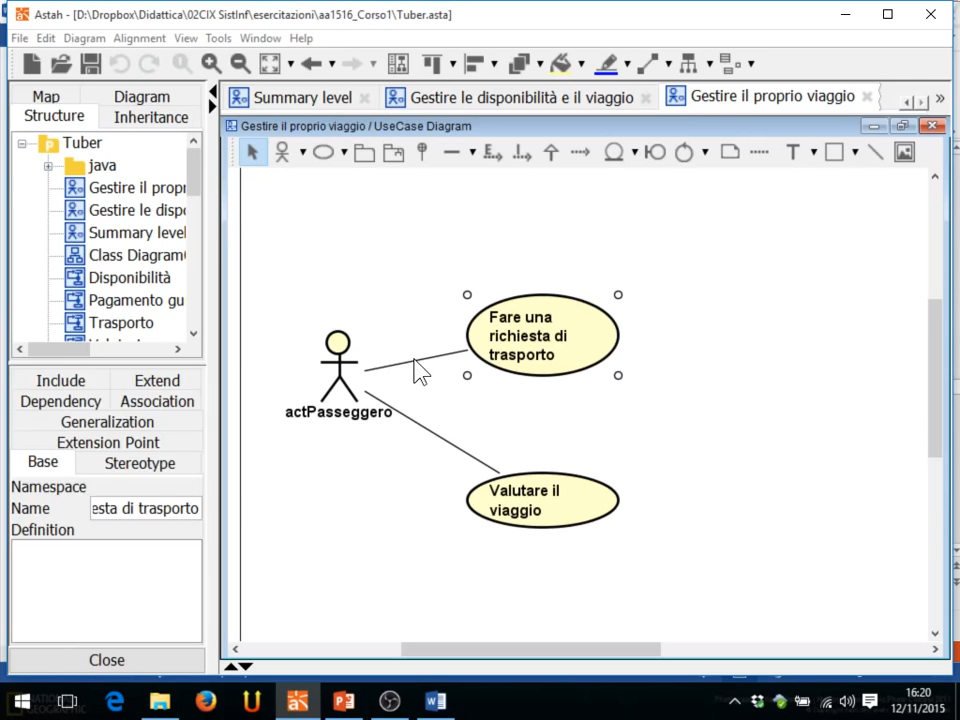 Astah - [D:\Dropbox\Didattica\02CIX SistInf\esercitazioni\aa1516_Corso1\Tuber.asta]
File Edit Diagram Alignment View Tools Window Help
Map Diagram
Structure Inheritance
Summary level Gestire le disponibilità e il viaggio Gestire il proprio viaggio
Gestire il proprio viaggio / UseCase Diagram
Tuber
java
Gestire il propr
Gestire le dispo
Summary level
Class Diagram
Disponibilità
Pagamento gu
Trasporto
Include Extend
Dependency Association
Generalization
Extension Point
Base Stereotype
Namespace
Name esta di trasporto
Definition
Close
Fare una
richiesta di
trasporto
actPasseggero
Valutare il
viaggio
16:20
12/11/2015